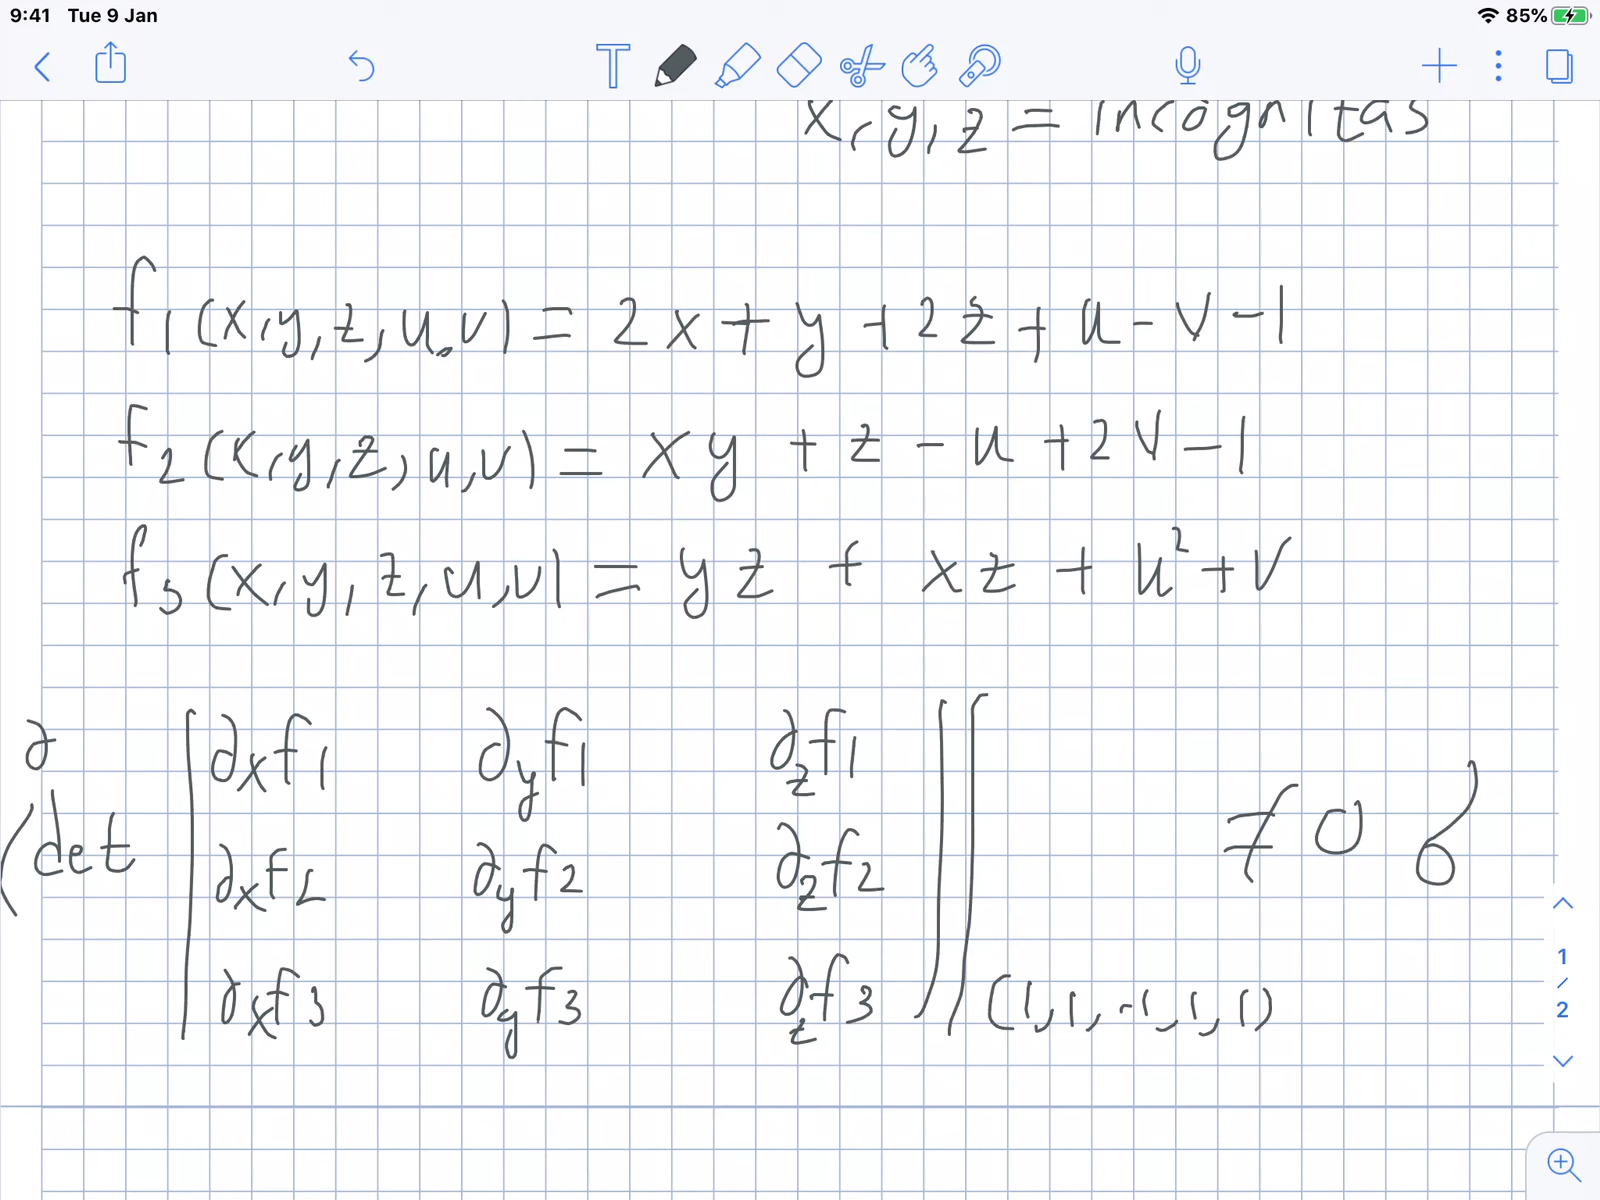 9:41 Tue 9 Jan 85%
T
x, y, z = incognitas
f1(x,y,z,u,v) = 2x + y + 2z + u - v - 1
f2(x,y,z,u,v) = xy + z - u + 2v - 1
f3(x,y,z,u,v) = yz + xz + u² + v
∂ ∂xf1 ∂yf1 ∂zf1
(det ∂xf2 ∂yf2 ∂zf2 ≠ 0
∂xf3 ∂yf3 ∂zf3 (1,1,-1,1,1)
1
/
2